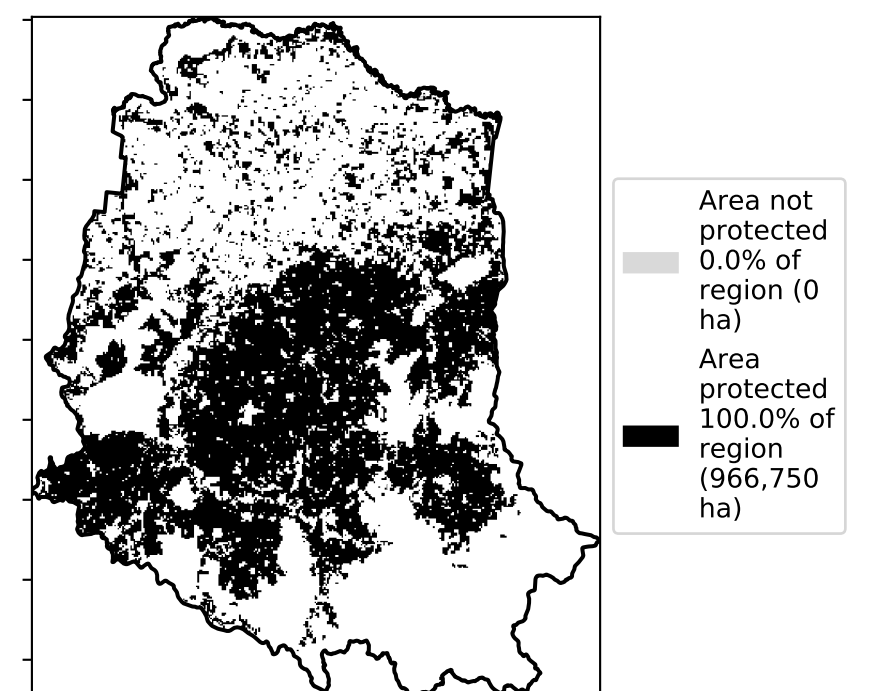 Area not
protected
0.0% of
region (0
ha)
Area
protected
100.0% of
region
(966,750
ha)